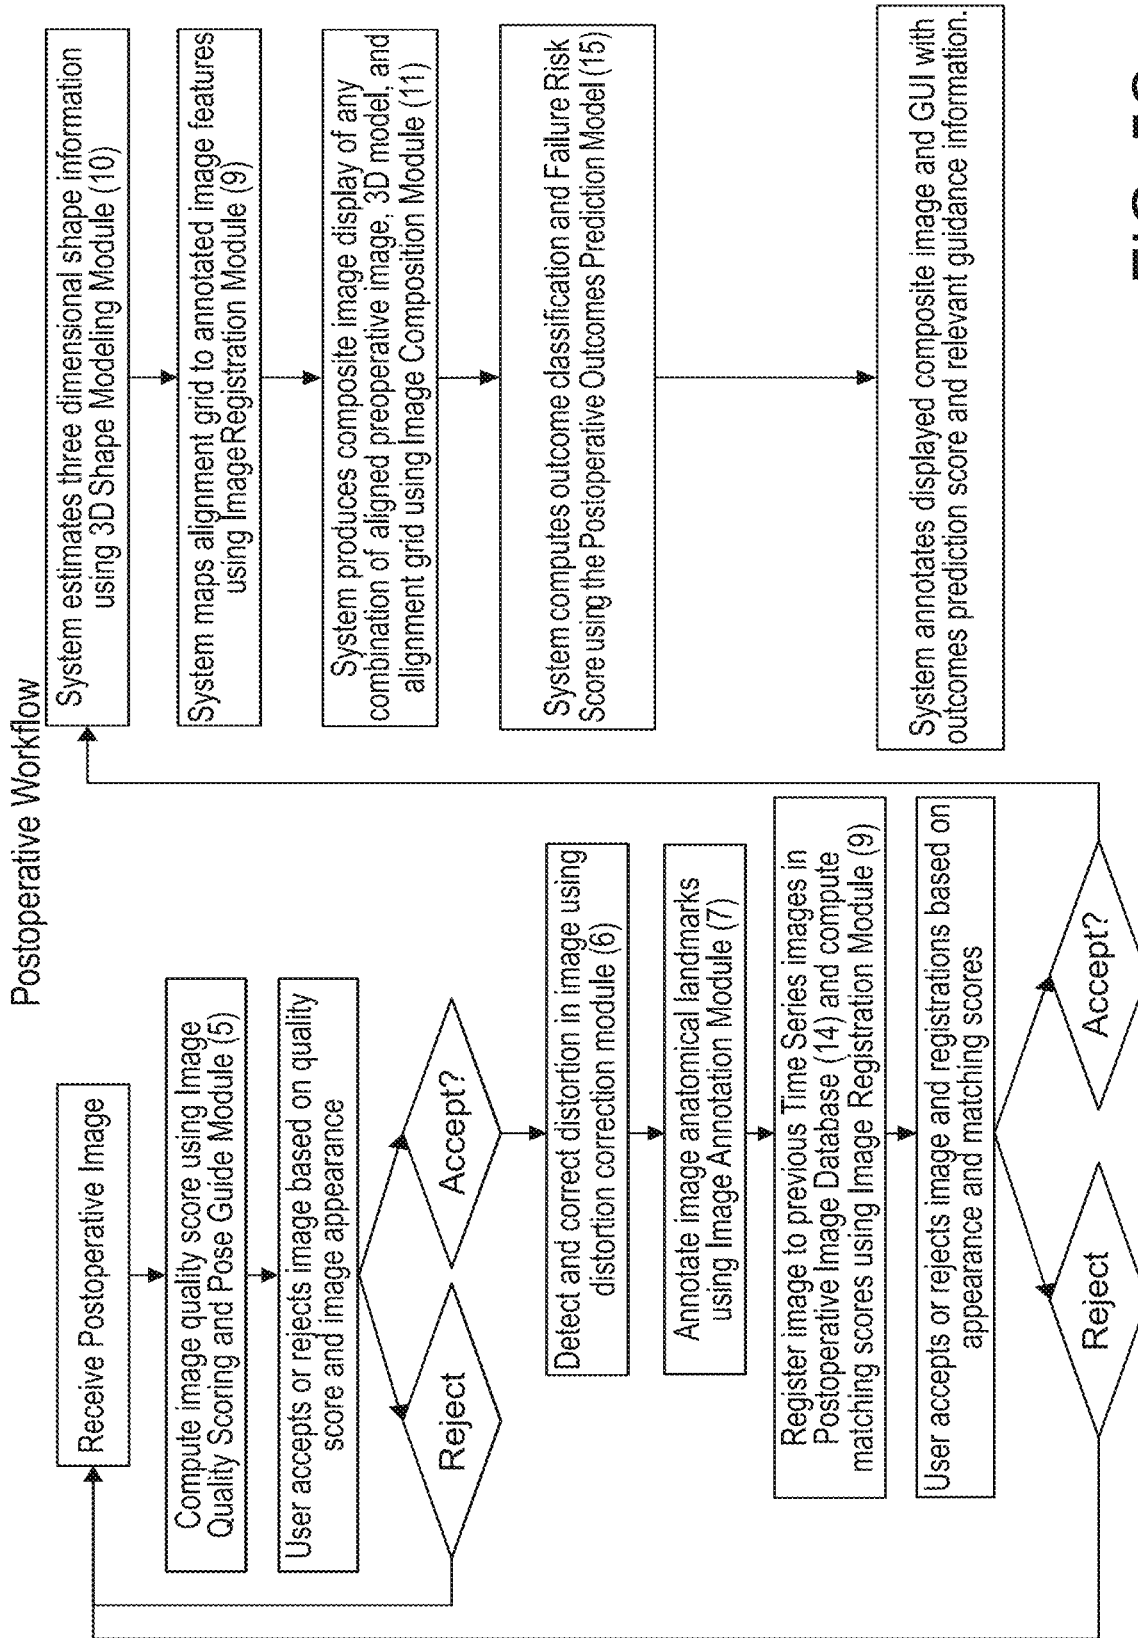 Postoperative Workflow
Receive Postoperative Image
Compute image quality score using Image
Quality Scoring and Pose Guide Module (5)
User accepts or rejects image based on quality
score and image appearance
Reject
Accept?
Detect and correct distortion in image using
distortion correction module (6)
Annotate image anatomical landmarks
using Image Annotation Module (7)
Register image to previous Time Series images in
Postoperative Image Database (14) and compute
matching scores using Image Registration Module (9)
User accepts or rejects image and registrations based on
appearance and matching scores
Reject
Accept?
System estimates three dimensional shape information
using 3D Shape Modeling Module (10)
System maps alignment grid to annotated image features
using ImageRegistration Module (9)
System produces composite image display of any
combination of aligned preoperative image, 3D model, and
alignment grid using Image Composition Module (11)
System computes outcome classification and Failure Risk
Score using the Postoperative Outcomes Prediction Model (15)
System annotates displayed composite image and GUI with
outcomes prediction score and relevant guidance information.